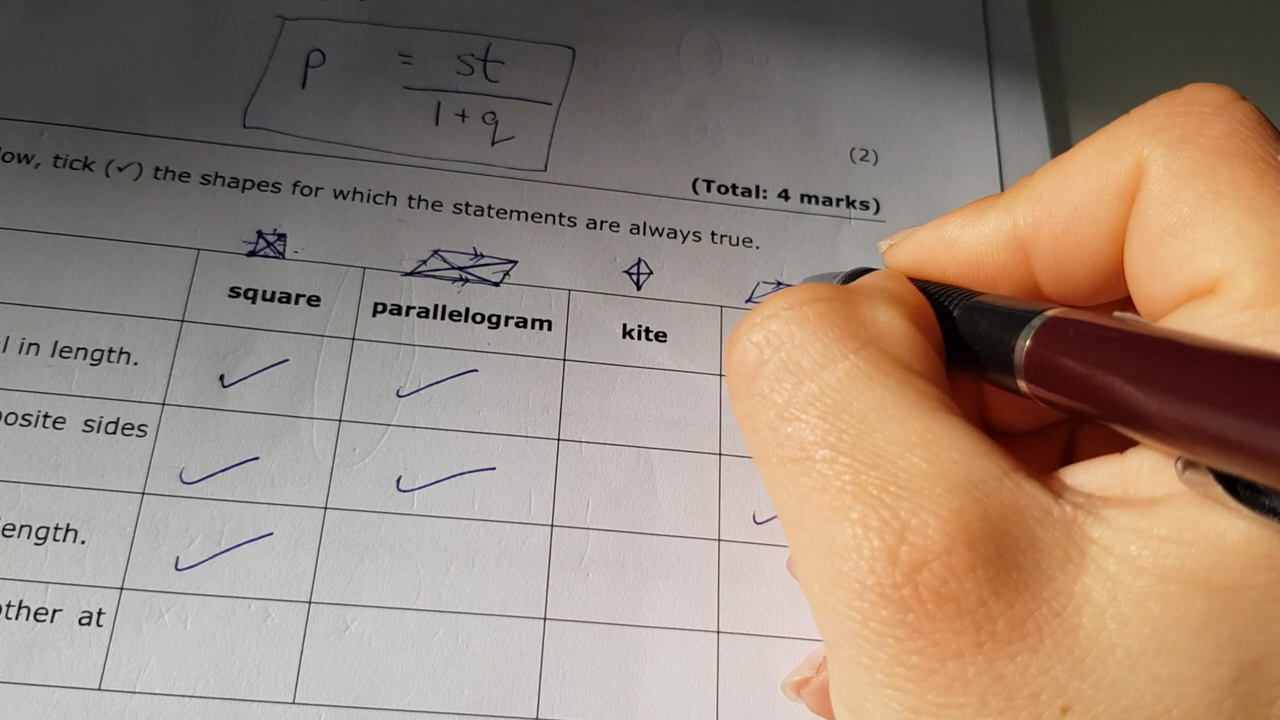 p = st
1 + q
(2)
(Total: 4 marks)
low, tick (✓) the shapes for which the statements are always true.
square parallelogram kite
l in length. ✓ ✓
posite sides ✓ ✓ ✓
ength. ✓
other at